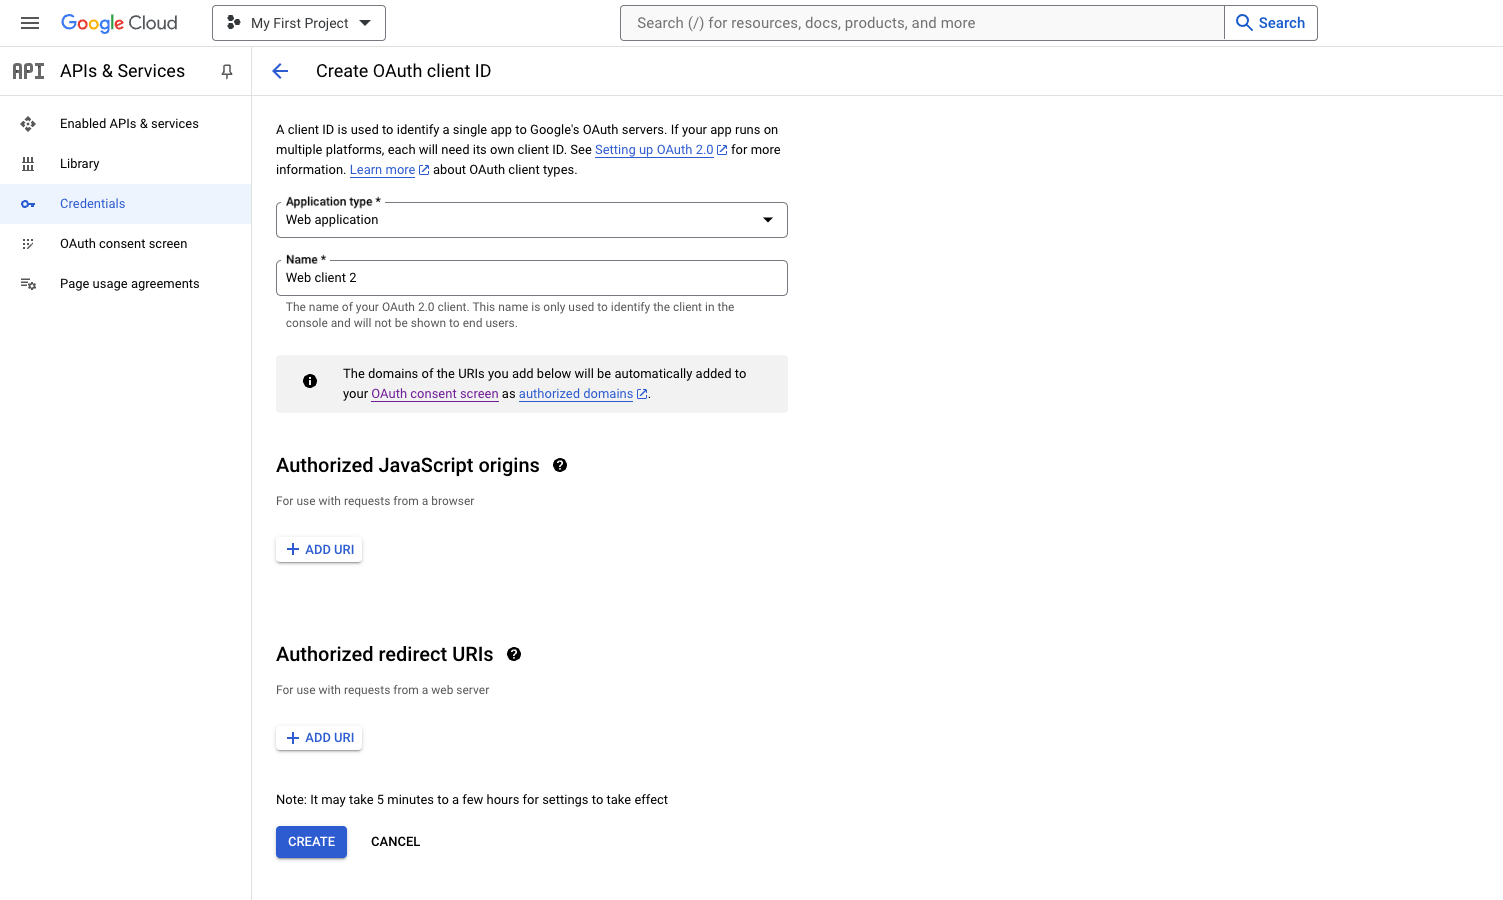 Google Cloud
My First Project
Search (/) for resources, docs, products, and more
Search
API
APIs & Services
Create OAuth client ID
Enabled APIs & services
Library
Credentials
OAuth consent screen
Page usage agreements
A client ID is used to identify a single app to Google's OAuth servers. If your app runs on
multiple platforms, each will need its own client ID. See Setting up OAuth 2.0 for more
information. Learn more about OAuth client types.
Application type *
Web application
Name *
Web client 2
The name of your OAuth 2.0 client. This name is only used to identify the client in the
console and will not be shown to end users.
The domains of the URIs you add below will be automatically added to
your OAuth consent screen as authorized domains.
Authorized JavaScript origins
For use with requests from a browser
ADD URI
Authorized redirect URIs
For use with requests from a web server
ADD URI
Note: It may take 5 minutes to a few hours for settings to take effect
CREATE
CANCEL